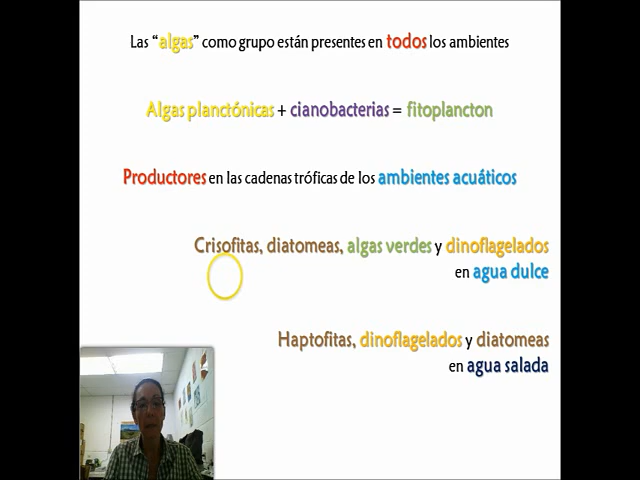 Las “algas” como grupo están presentes en todos los ambientes
Algas planctónicas + cianobacterias = fitoplancton
Productores en las cadenas tróficas de los ambientes acuáticos
Crisofitas, diatomeas, algas verdes y dinoflagelados
en agua dulce
Haptofitas, dinoflagelados y diatomeas
en agua salada